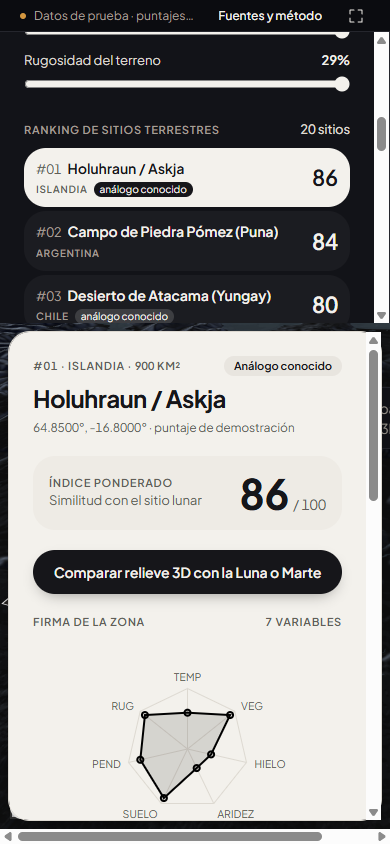 Datos de prueba · puntajes…
Fuentes y método
Rugosidad del terreno
29%
RANKING DE SITIOS TERRESTRES
20 sitios
#01 Holuhraun / Askja
ISLANDIA análogo conocido
86
#02 Campo de Piedra Pómez (Puna)
ARGENTINA
84
#03 Desierto de Atacama (Yungay)
CHILE análogo conocido
80
#01 · ISLANDIA · 900 KM²
Análogo conocido
Holuhraun / Askja
64.8500°, -16.8000° · puntaje de demostración
ÍNDICE PONDERADO
Similitud con el sitio lunar
86 / 100
Comparar relieve 3D con la Luna o Marte
FIRMA DE LA ZONA
7 VARIABLES
TEMP
RUG
VEG
PEND
HIELO
SUELO
ARIDEZ